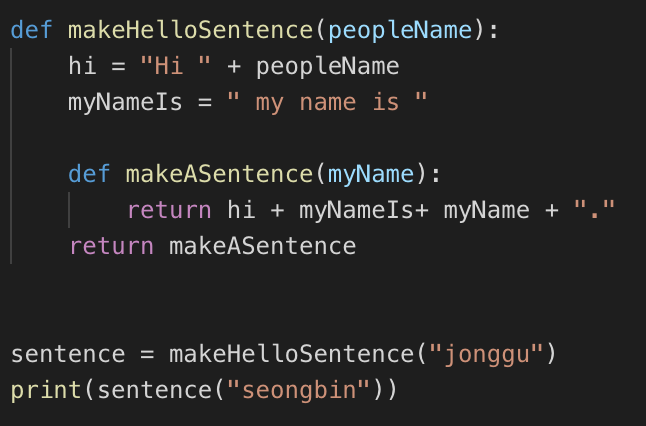 def makeHelloSentence(peopleName):
    hi = "Hi " + peopleName
    myNameIs = " my name is "
    def makeASentence(myName):
        return hi + myNameIs+ myName + "."
    return makeASentence
sentence = makeHelloSentence("jonggu")
print(sentence("seongbin"))